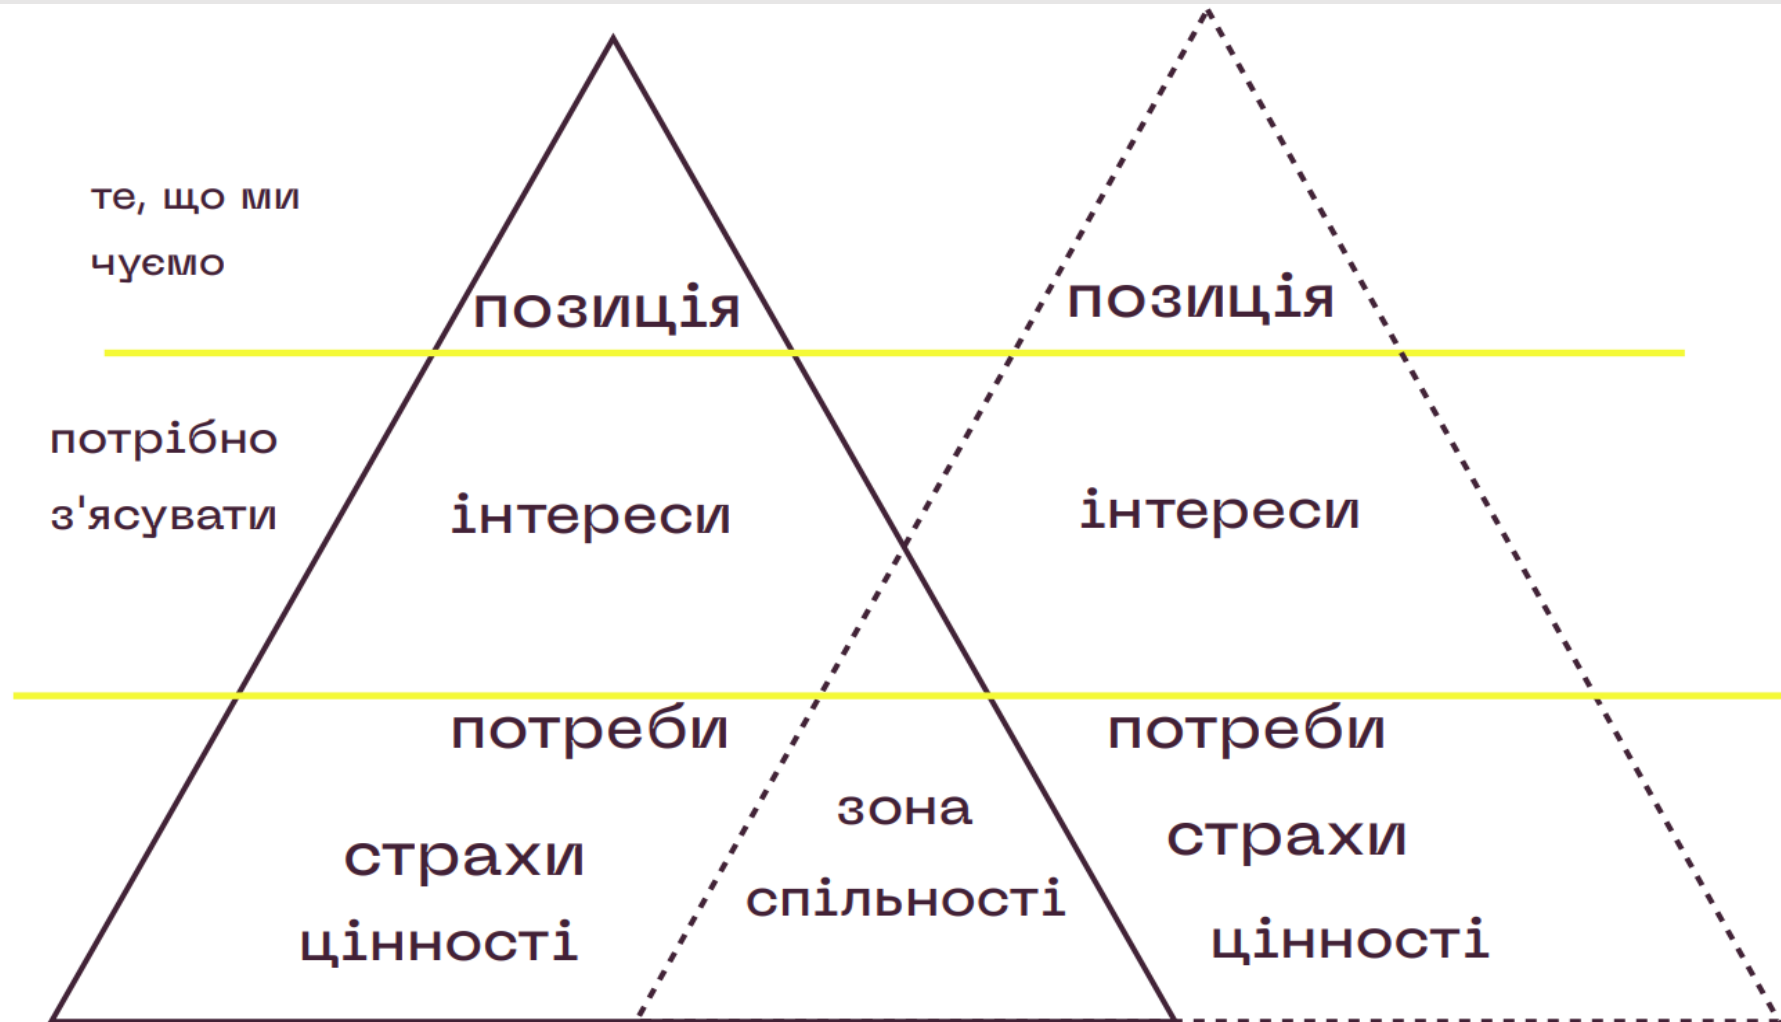 те, що ми
чуємо
позиція
позиція
потрібно
з'ясувати
інтереси
інтереси
потреби
страхи
цінності
зона
спільності
потреби
страхи
цінності